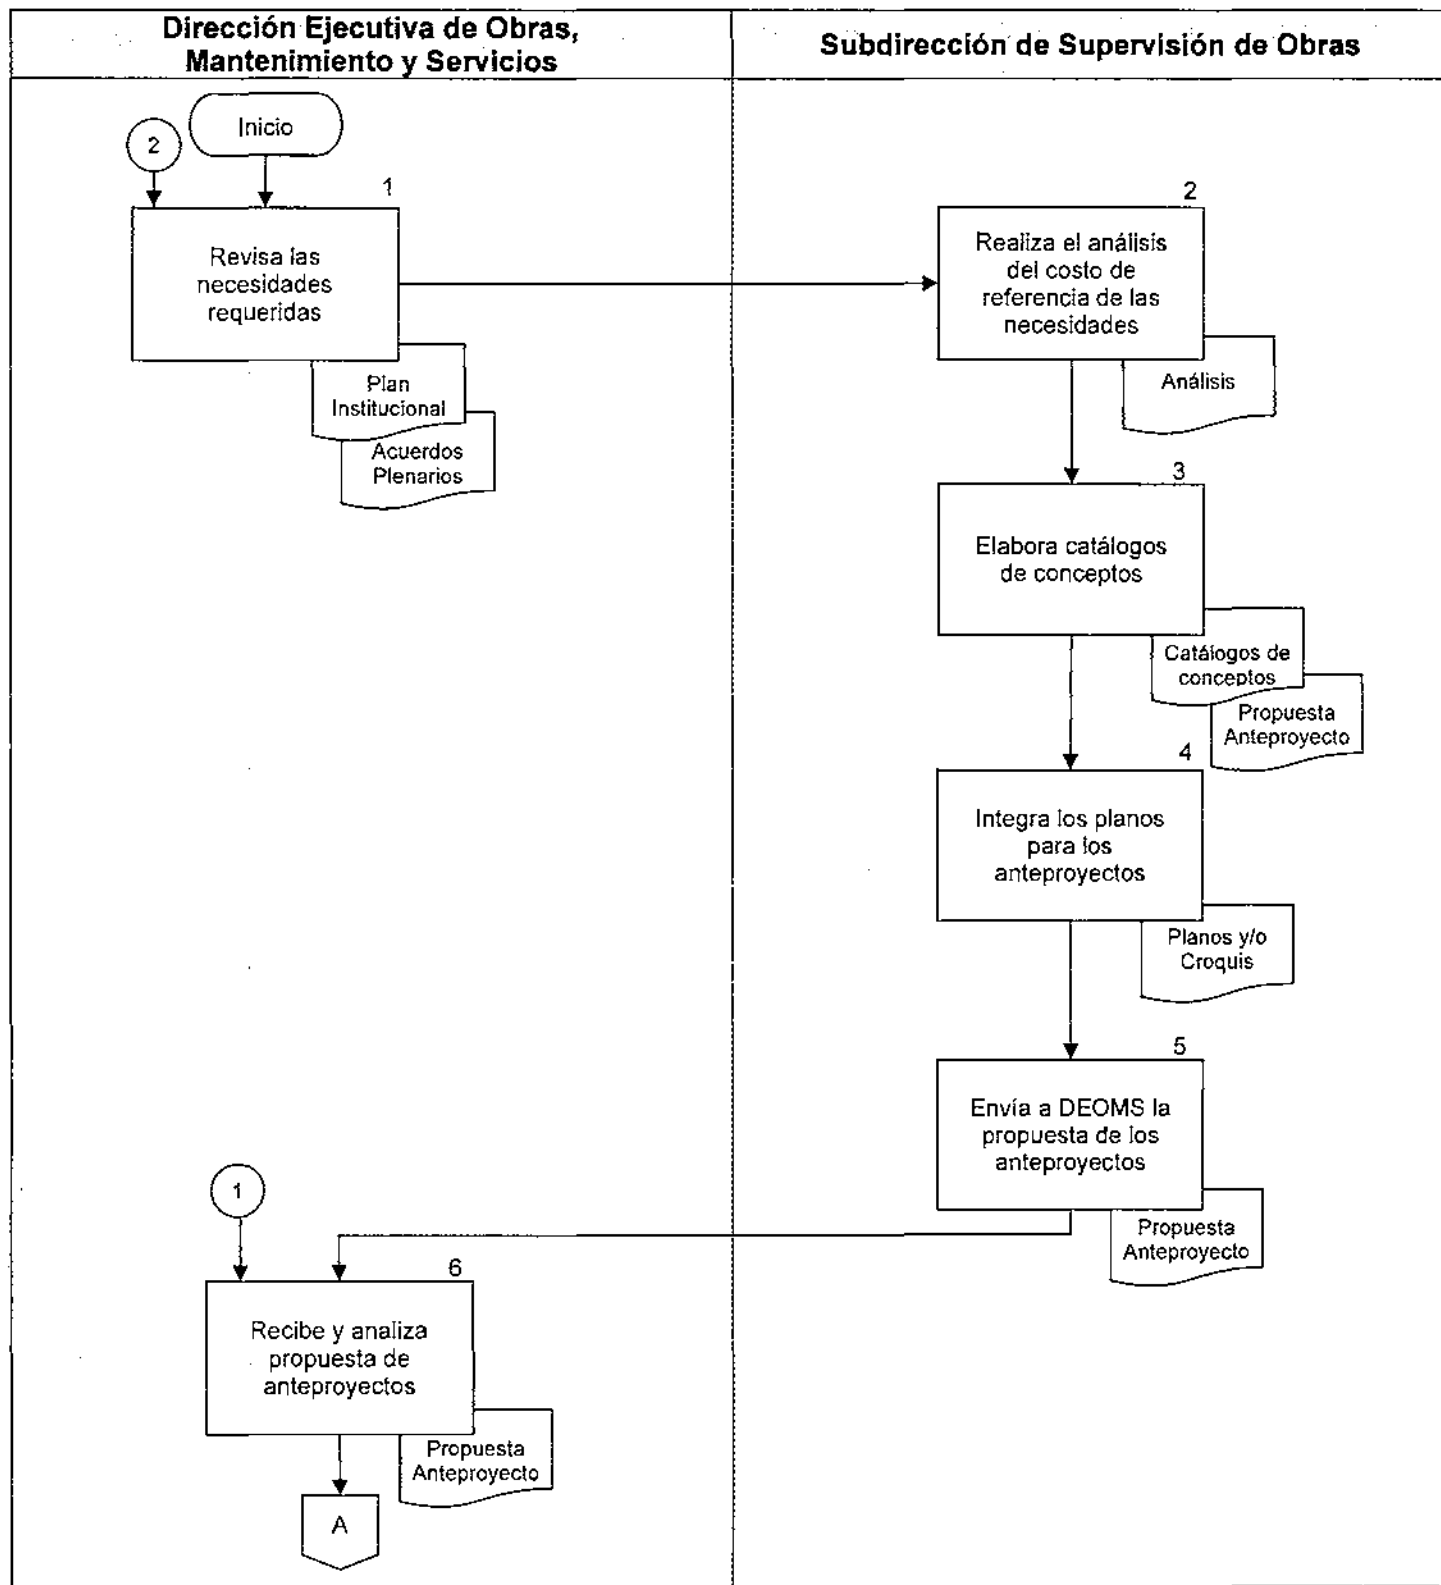 Dirección Ejecutiva de Obras,
Mantenimiento y Servicios
Subdirección de Supervisión de Obras
Inicio
2
1
Revisa las
necesidades
requeridas
Plan
Institucional
Acuerdos
Plenarios
2
Realiza el análisis
del costo de
referencia de las
necesidades
Análisis
3
Elabora catálogos
de conceptos
Catálogos de
conceptos
Propuesta
Anteproyecto
4
Integra los planos
para los
anteproyectos
Planos y/o
Croquis
5
Envía a DEOMS la
propuesta de los
anteproyectos
Propuesta
Anteproyecto
1
6
Recibe y analiza
propuesta de
anteproyectos
Propuesta
Anteproyecto
A